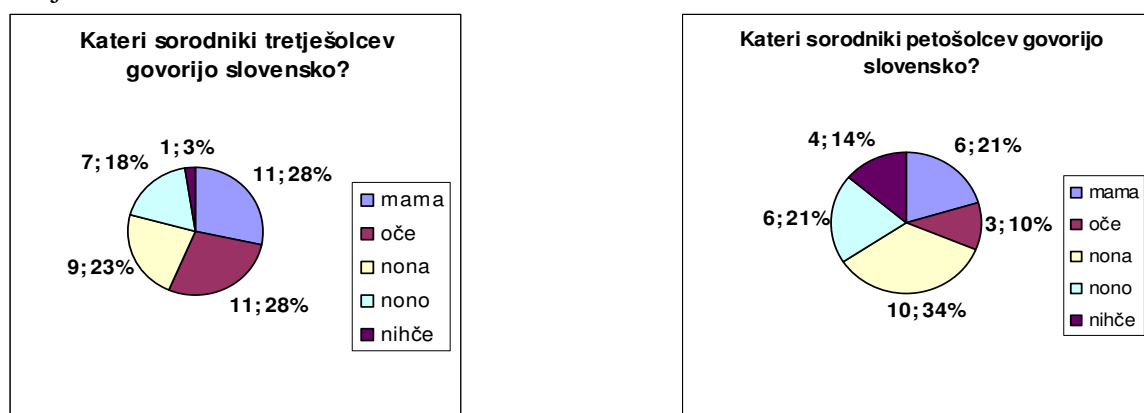 Kateri sorodniki tretješolcev
govorijo slovensko?
1; 3%
7; 18%
11; 28%
9; 23%
11; 28%
mama
oče
nona
nono
nihče
Kateri sorodniki petošolcev govorijo
slovensko?
4; 14%
6; 21%
6; 21%
3; 10%
10; 34%
mama
oče
nona
nono
nihče